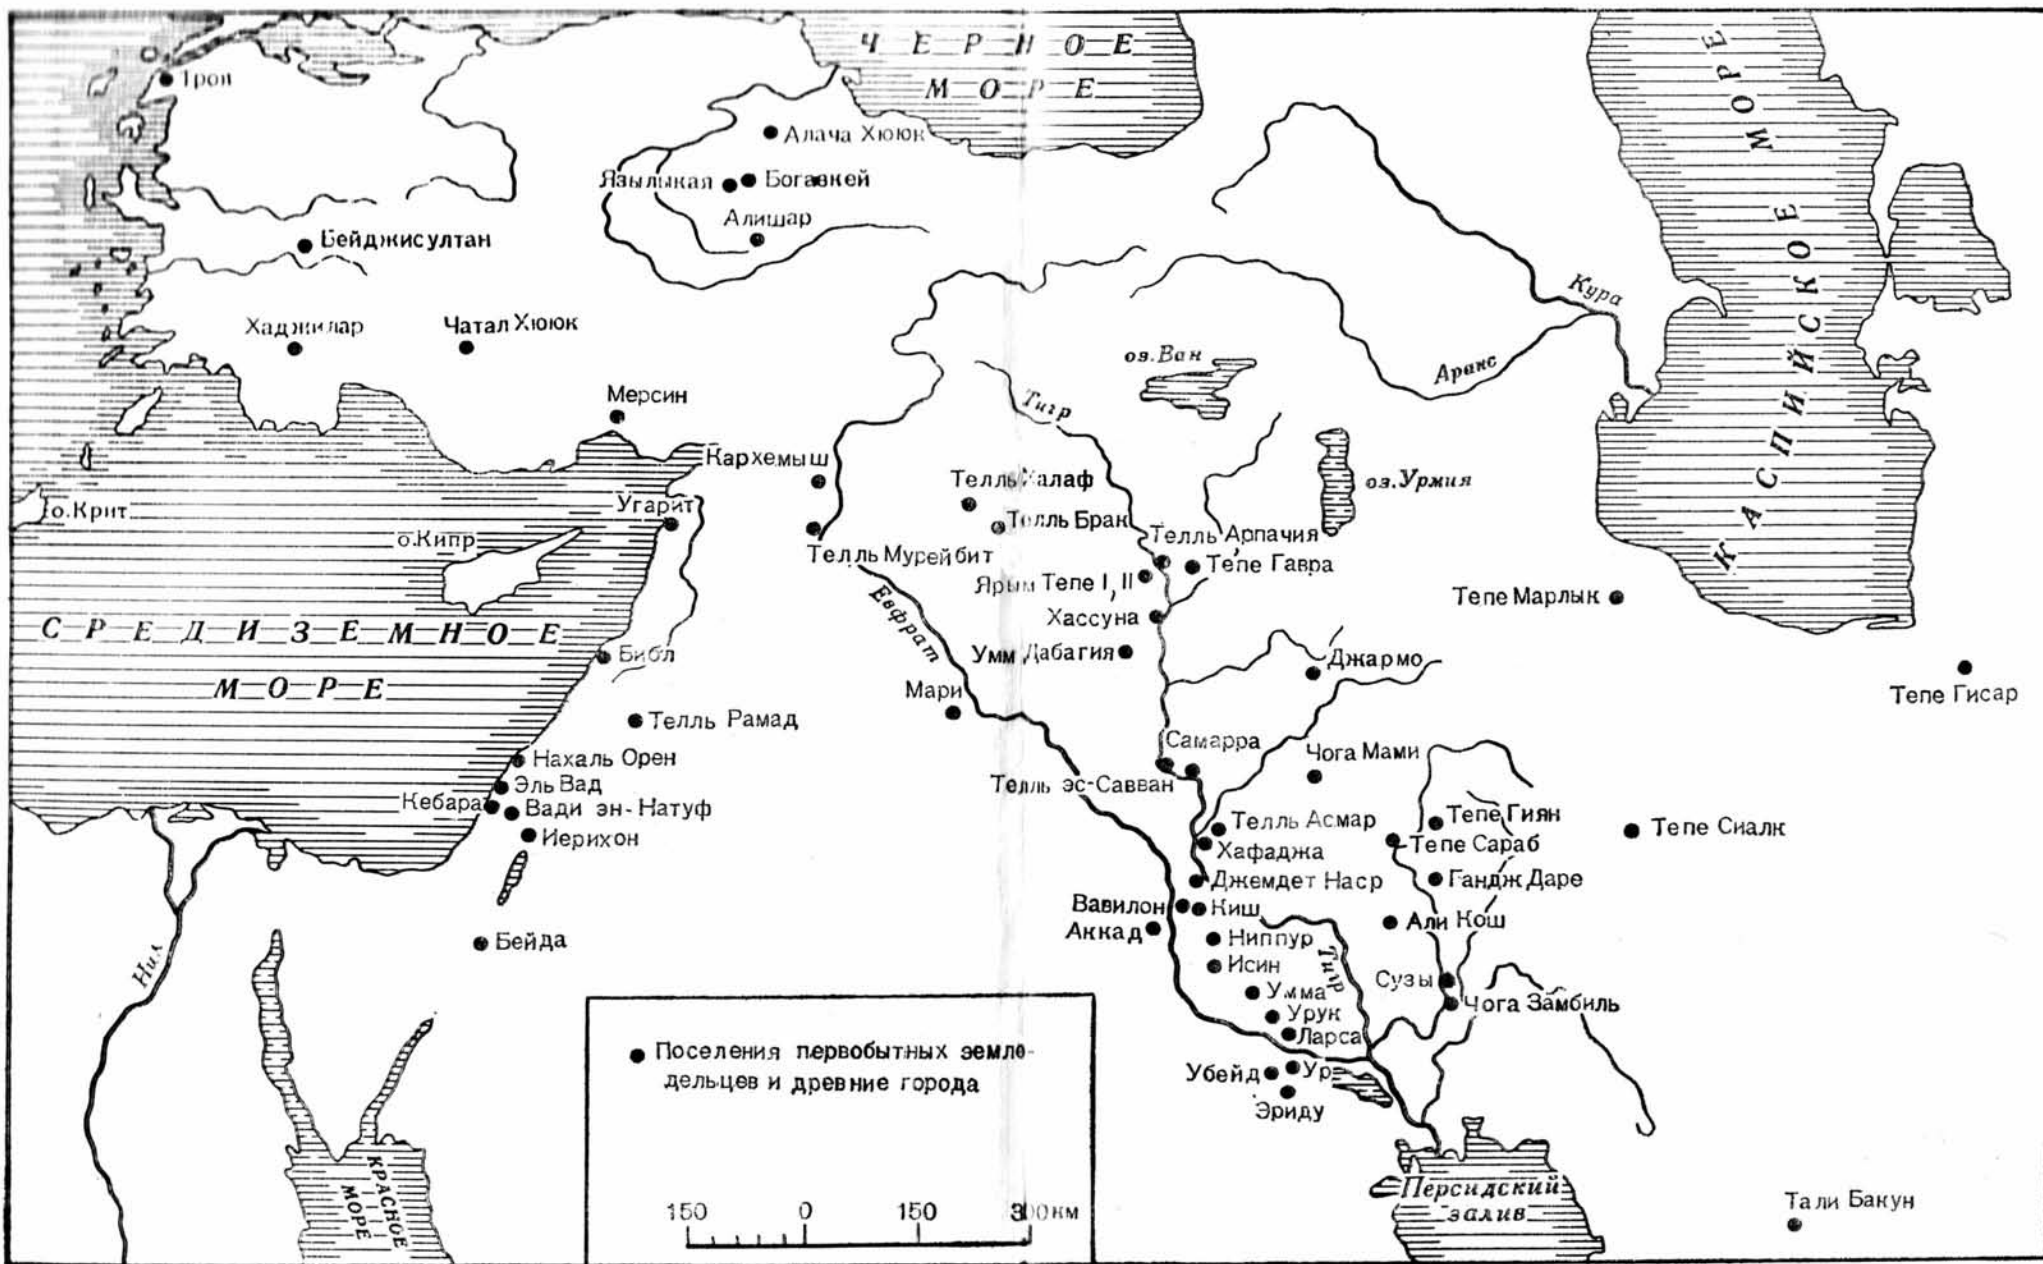 ЧЕРНОЕ
МОРЕ
Троя
Алача Хююк
Язылыкая
Богазкей
Алишар
Бейджисултан
Хаджилар
Чатал Хююк
Мерсин
Кура
Аракс
оз. Ван
Тигр
оз. Урмия
КАСПИЙСКОЕ МОРЕ
Кархемыш
Телль Халаф
Телль Брак
Угарит
о. Крит
о. Кипр
Телль Мурейбит
Телль Арпачия
Тепе Гавра
Ярым Тепе I, II
Хассуна
Умм Дабагия
Тепе Марлык
Евфрат
СРЕДИЗЕМНОЕ
МОРЕ
Библ
Джармо
Мари
Тепе Гисар
Телль Рамад
Самарра
Чога Мами
Нахаль Орен
Эль Вад
Кебара
Вади эн-Натуф
Иерихон
Телль эс-Савван
Телль Асмар
Хафаджа
Тепе Гиян
Тепе Сараб
Тепе Сиалк
Джемдет Наср
Гандж Даре
Вавилон
Киш
Аккад
Али Кош
Ниппур
Исин
Тигр
Бейда
Нил
Сузы
Умма
Чога Замбиль
Урук
Ларса
Убейд
Ур
Эриду
Поселения первобытных земле-
дельцев и древние города
150 0 150 300 км
КРАСНОЕ
МОРЕ
Персидский
залив
Тали Бакун